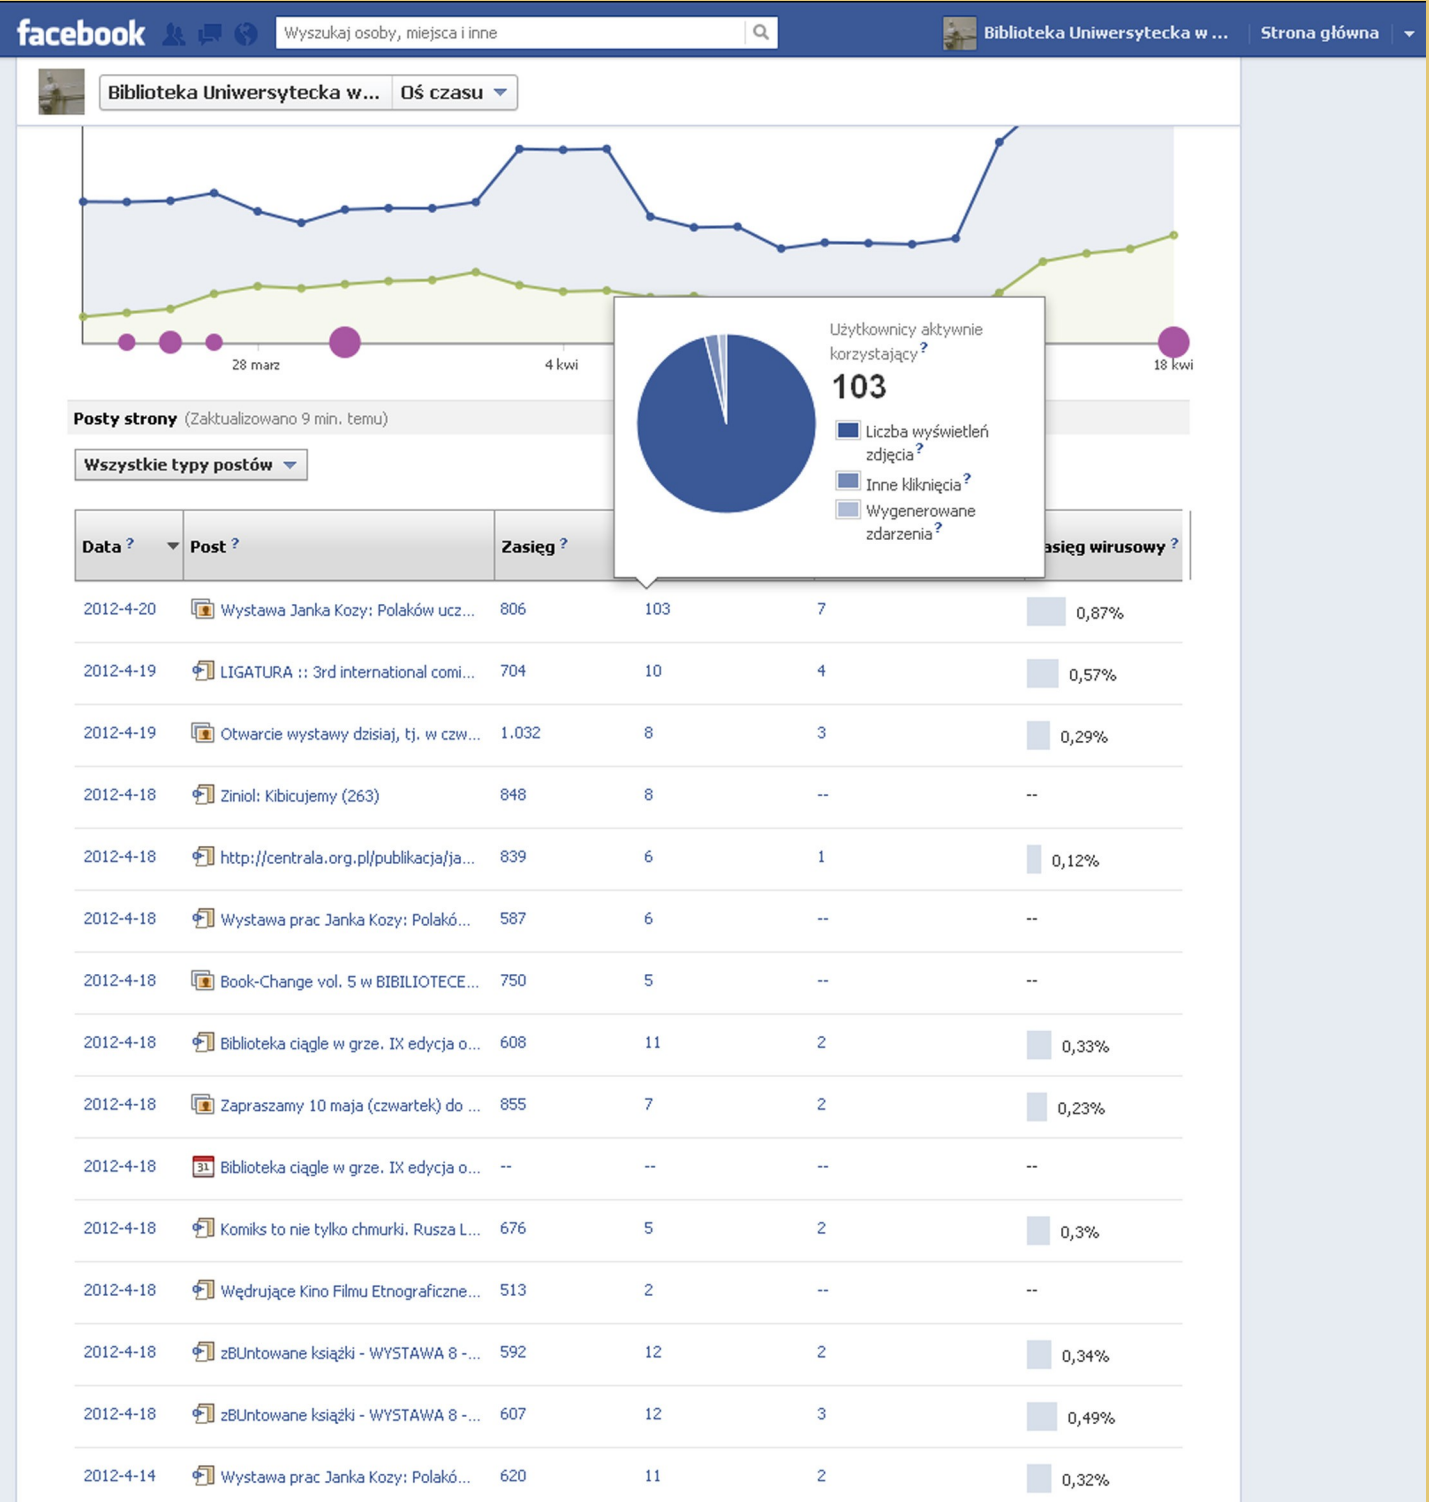 facebook
Wyszukaj osoby, miejsca i inne
Biblioteka Uniwersytecka w ...
Strona główna
Biblioteka Uniwersytecka w... Oś czasu
28 marz
4 kwi
18 kwi
Użytkownicy aktywnie
korzystający?
103
Liczba wyświetleń
zdjęcia?
Inne kliknięcia?
Wygenerowane
zdarzenia?
Posty strony (Zaktualizowano 9 min. temu)
Wszystkie typy postów
Data ? Post ? Zasięg ? asięg wirusowy ?
2012-4-20 Wystawa Janka Kozy: Polaków ucz... 806 103 7 0,87%
2012-4-19 LIGATURA :: 3rd international comi... 704 10 4 0,57%
2012-4-19 Otwarcie wystawy dzisiaj, tj. w czw... 1.032 8 3 0,29%
2012-4-18 Ziniol: Kibicujemy (263) 848 8 -- --
2012-4-18 http://centrala.org.pl/publikacja/ja... 839 6 1 0,12%
2012-4-18 Wystawa prac Janka Kozy: Polakó... 587 6 -- --
2012-4-18 Book-Change vol. 5 w BIBILIOTECE... 750 5 -- --
2012-4-18 Biblioteka ciągle w grze. IX edycja o... 608 11 2 0,33%
2012-4-18 Zapraszamy 10 maja (czwartek) do ... 855 7 2 0,23%
2012-4-18 31 Biblioteka ciągle w grze. IX edycja o... -- -- -- --
2012-4-18 Komiks to nie tylko chmurki. Rusza L... 676 5 2 0,3%
2012-4-18 Wędrujące Kino Filmu Etnograficzne... 513 2 -- --
2012-4-18 zBUntowane książki - WYSTAWA 8 -... 592 12 2 0,34%
2012-4-18 zBUntowane książki - WYSTAWA 8 -... 607 12 3 0,49%
2012-4-14 Wystawa prac Janka Kozy: Polakó... 620 11 2 0,32%